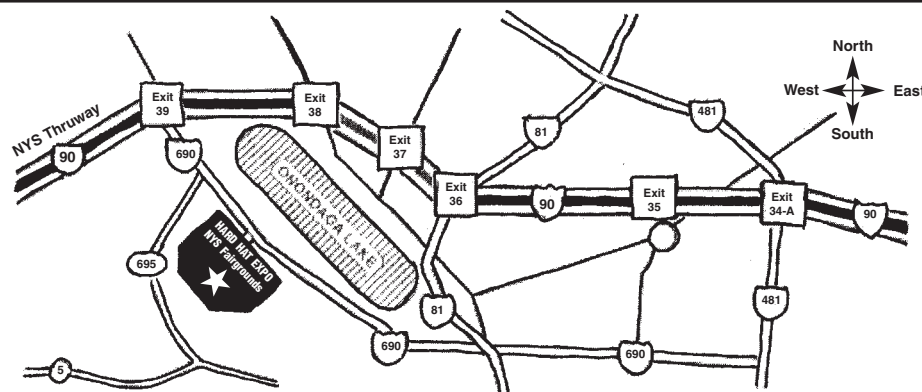 North
West East
South
NYS Thruway
90
Exit
39
Exit
38
Exit
37
Exit
36
Exit
35
Exit
34-A
690
81
481
90
90
ONONDAGA LAKE
HARD HAT EXPO
NYS Fairgrounds
695
81
481
690
690
5